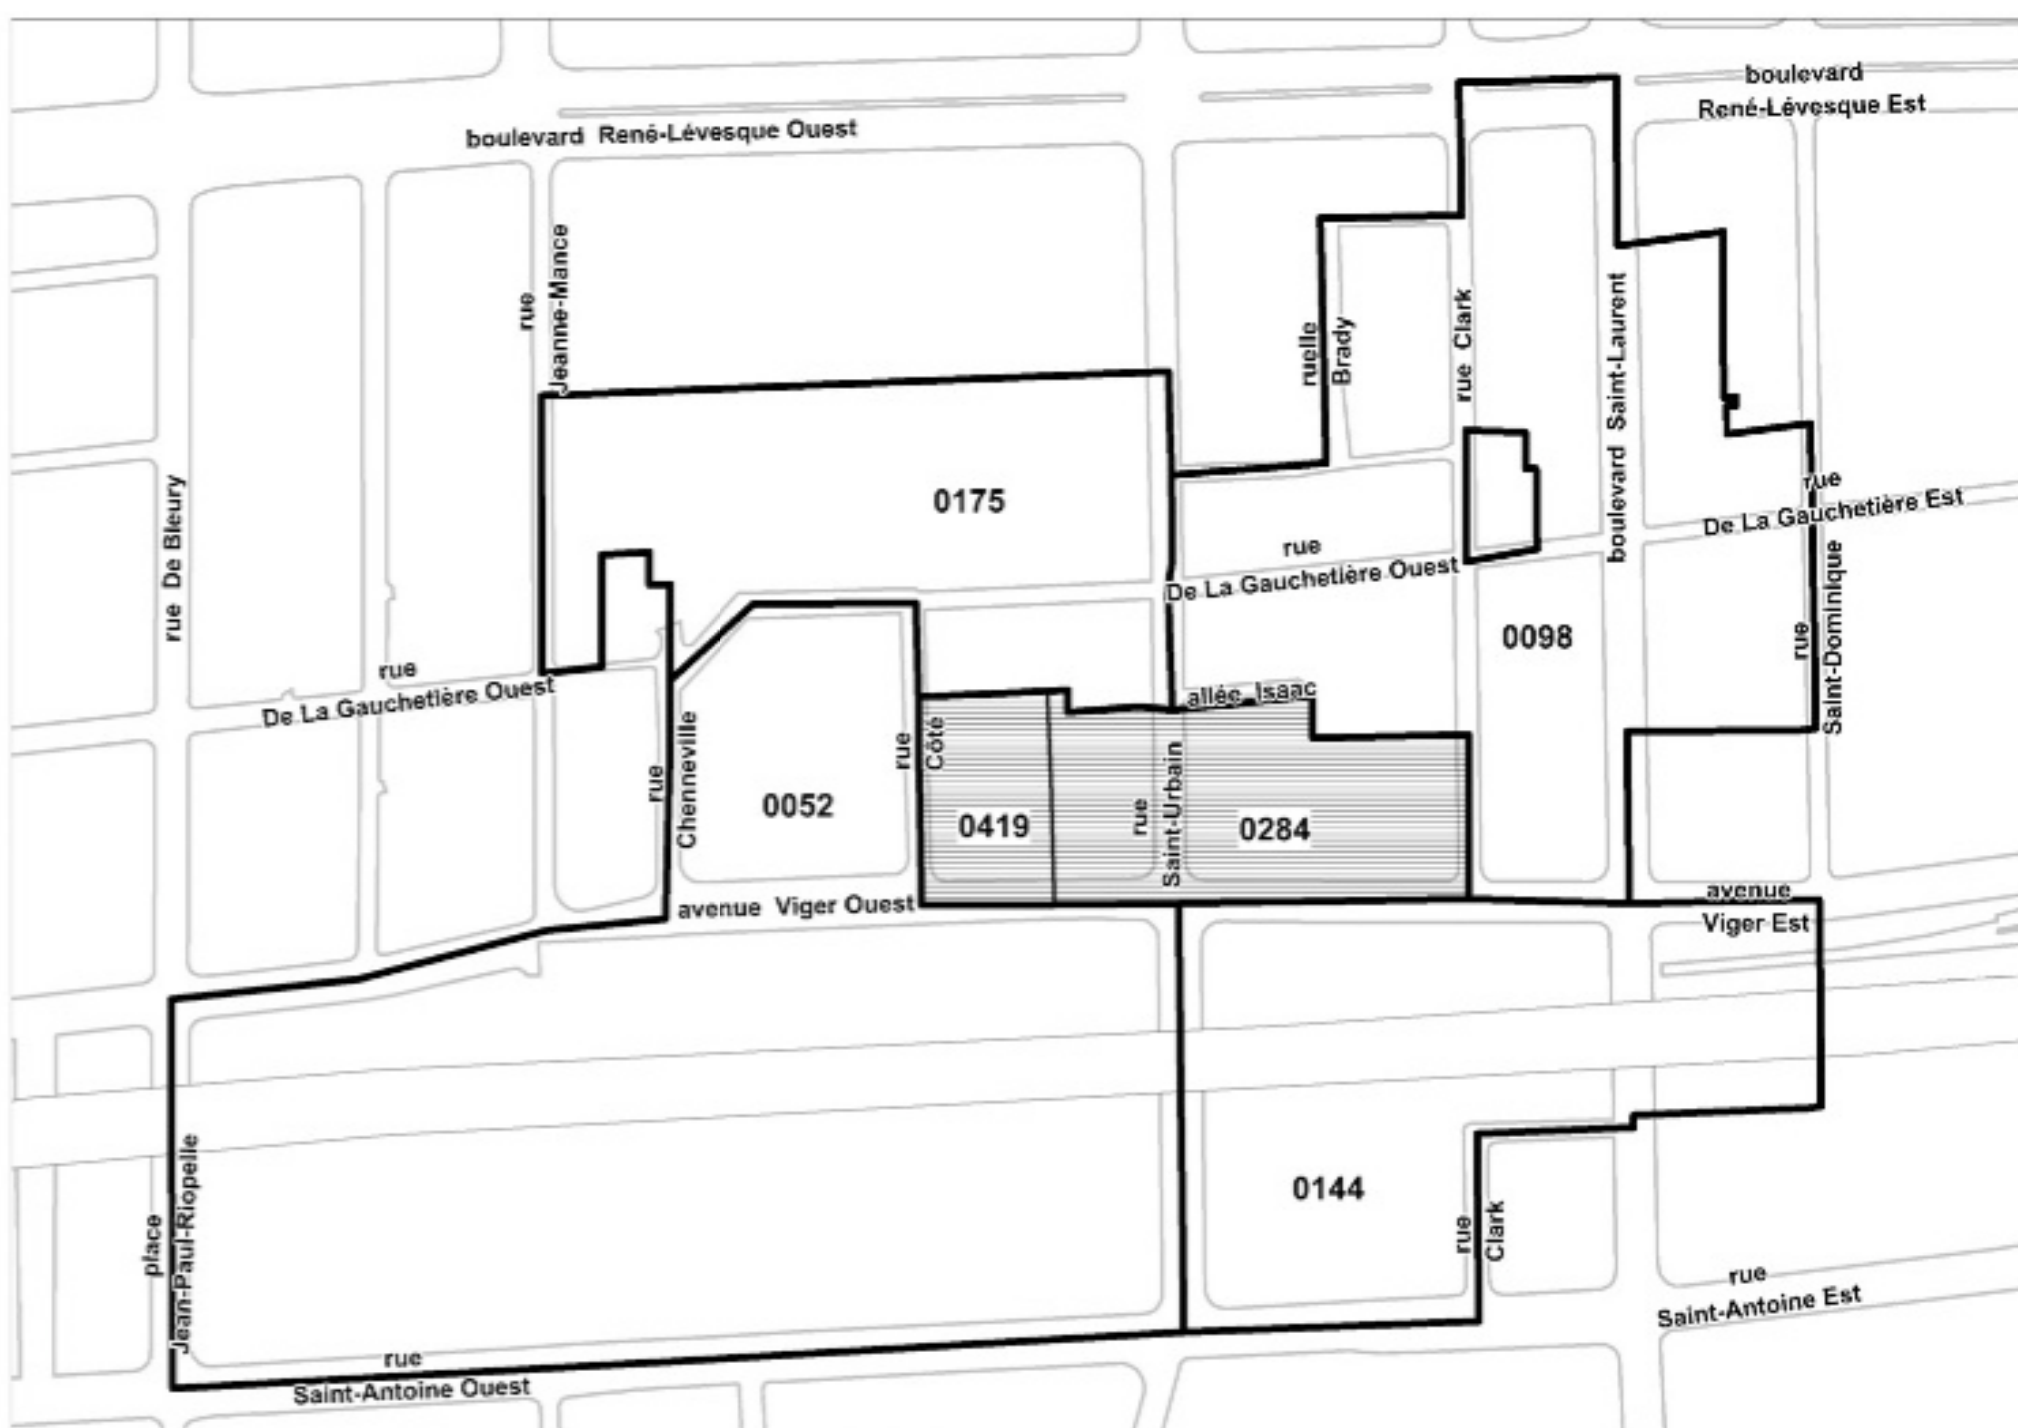 boulevard
René-Lévesque Est
boulevard René-Lévesque Ouest
rue
Jeanne-Mance
ruelle
Brady
rue Clark
boulevard Saint-Laurent
0175
rue De Bleury
rue
De La Gauchetière Est
rue
De La Gauchetière Ouest
0098
rue
Saint-Dominique
rue
De La Gauchetière Ouest
allée Isaac
rue
Chenneville
0052
rue
Côté
0419
rue
Saint-Urbain
0284
avenue Viger Ouest
avenue
Viger Est
place
Jean-Paul-Riopelle
0144
rue
Clark
rue
Saint-Antoine Est
rue
Saint-Antoine Ouest